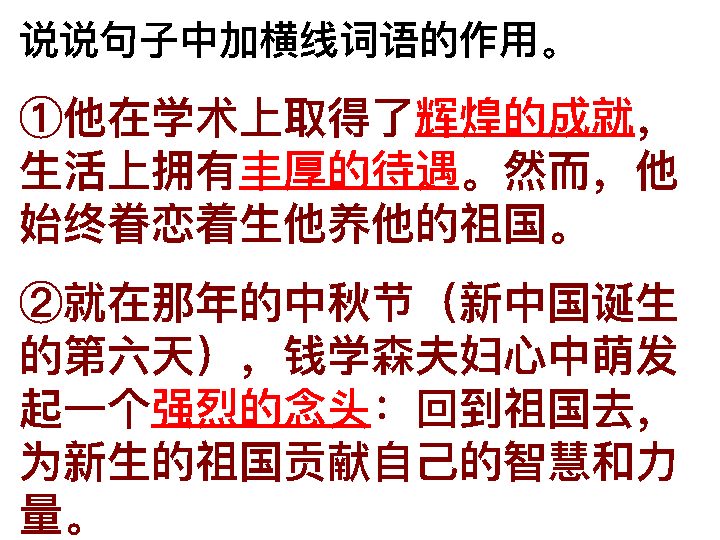 说说句子中加横线词语的作用。
①他在学术上取得了辉煌的成就，
生活上拥有丰厚的待遇。然而，他
始终眷恋着生他养他的祖国。
②就在那年的中秋节（新中国诞生
的第六天），钱学森夫妇心中萌发
起一个强烈的念头：回到祖国去，
为新生的祖国贡献自己的智慧和力
量。